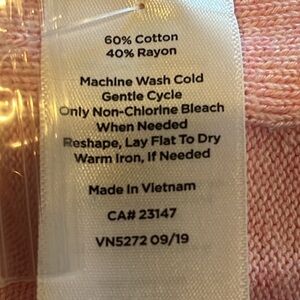 60% Cotton
40% Rayon
Machine Wash Cold
Gentle Cycle
Only Non-Chlorine Bleach
When Needed
Reshape, Lay Flat To Dry
Warm Iron, If Needed
Made In Vietnam
CA# 23147
VN5272 09/19